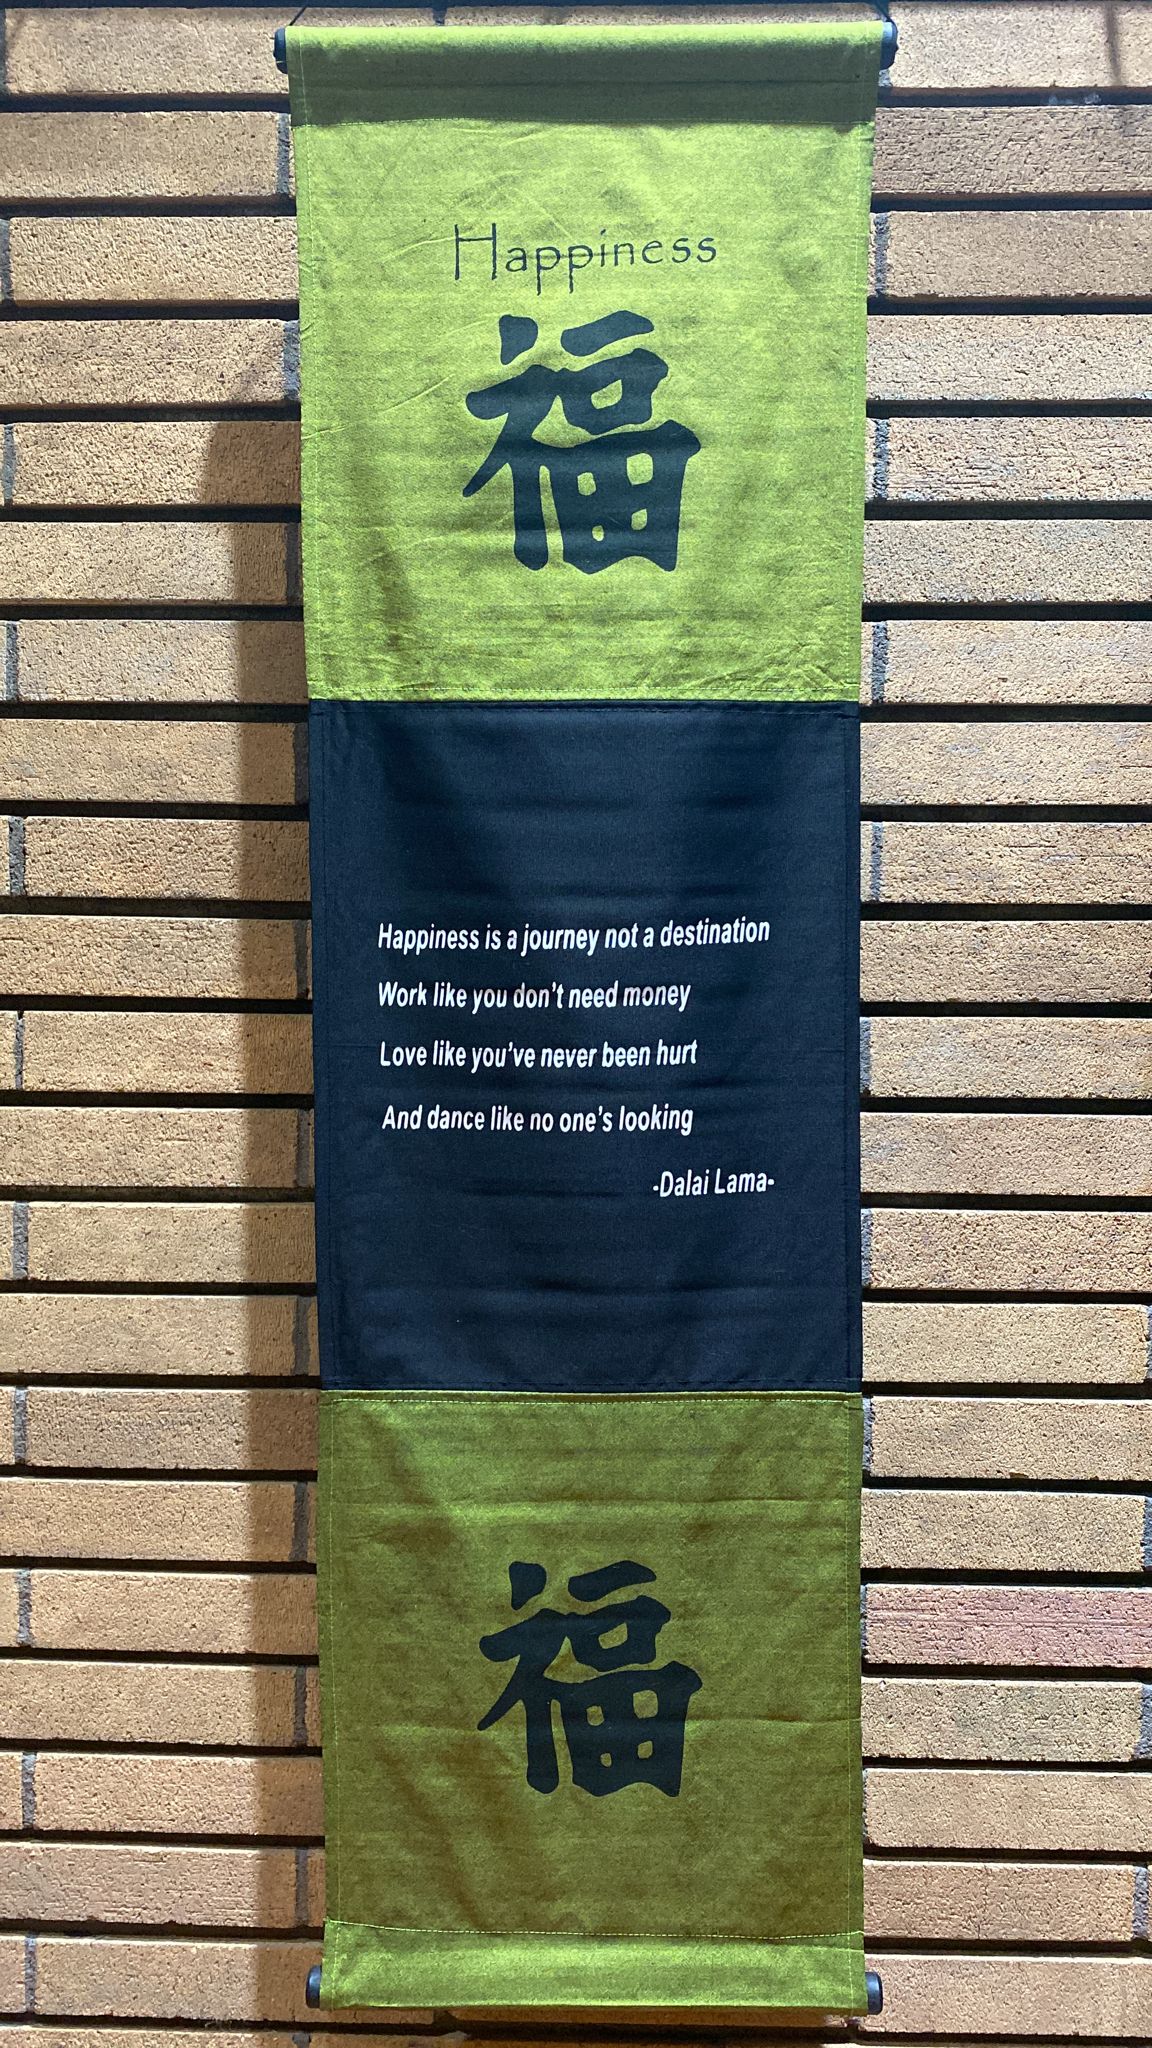 Happiness
福
Happiness is a journey not a destination
Work like you don't need money
Love like you've never been hurt
And dance like no one's looking
-Dalai Lama-
福